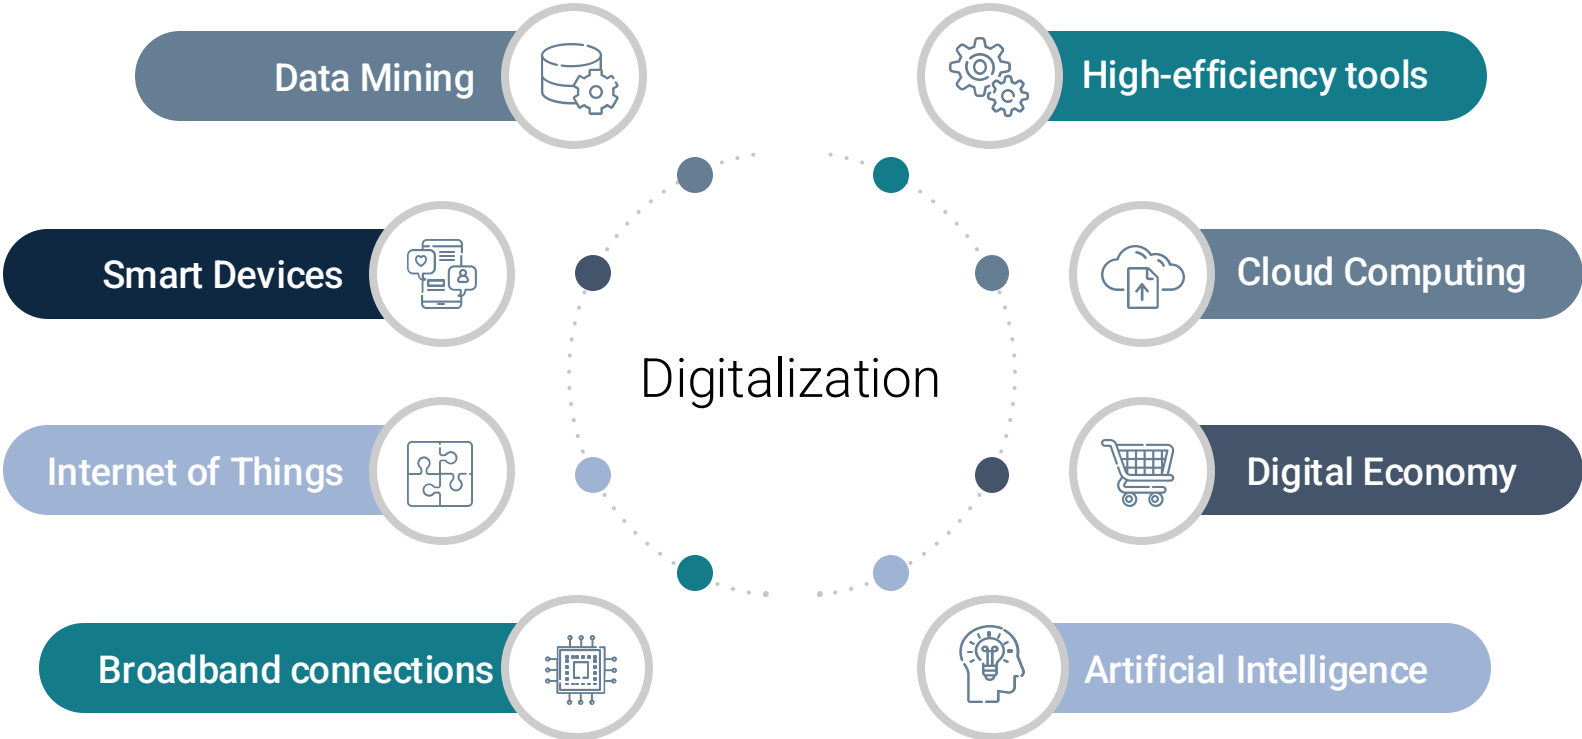 Data Mining
High-efficiency tools
Smart Devices
Cloud Computing
Digitalization
Internet of Things
Digital Economy
Broadband connections
Artificial Intelligence